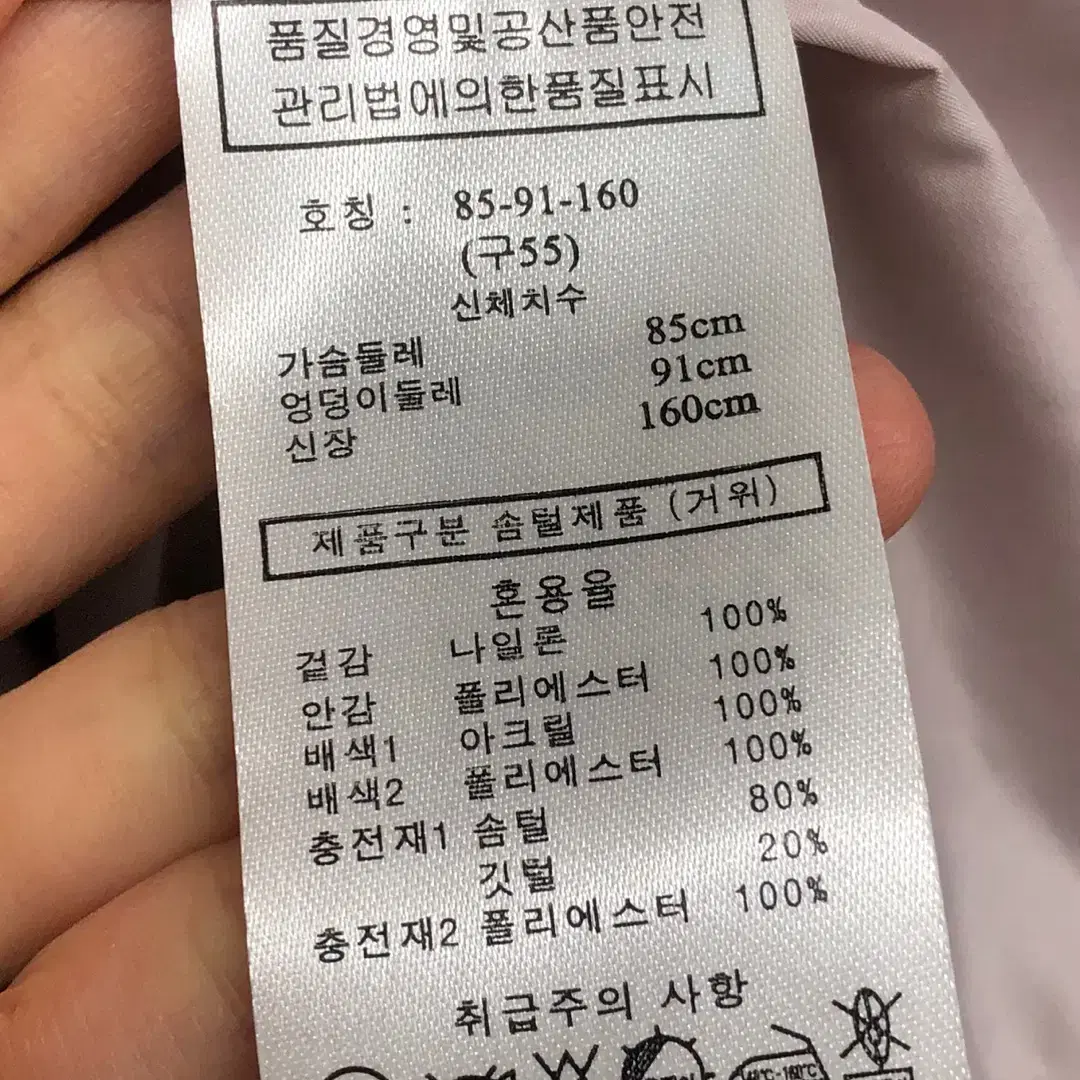 품질경영및공산품안전
관리법에의한품질표시
호칭 : 85-91-160
(구55)
신체치수
가슴둘레 85cm
엉덩이둘레 91cm
신장 160cm
제품구분 솜털제품 (거위)
혼용율
겉감 나일론 100%
안감 폴리에스터 100%
배색1 아크릴 100%
배색2 폴리에스터 100%
충전재1 솜털 80%
깃털 20%
충전재2 폴리에스터 100%
취급주의 사항